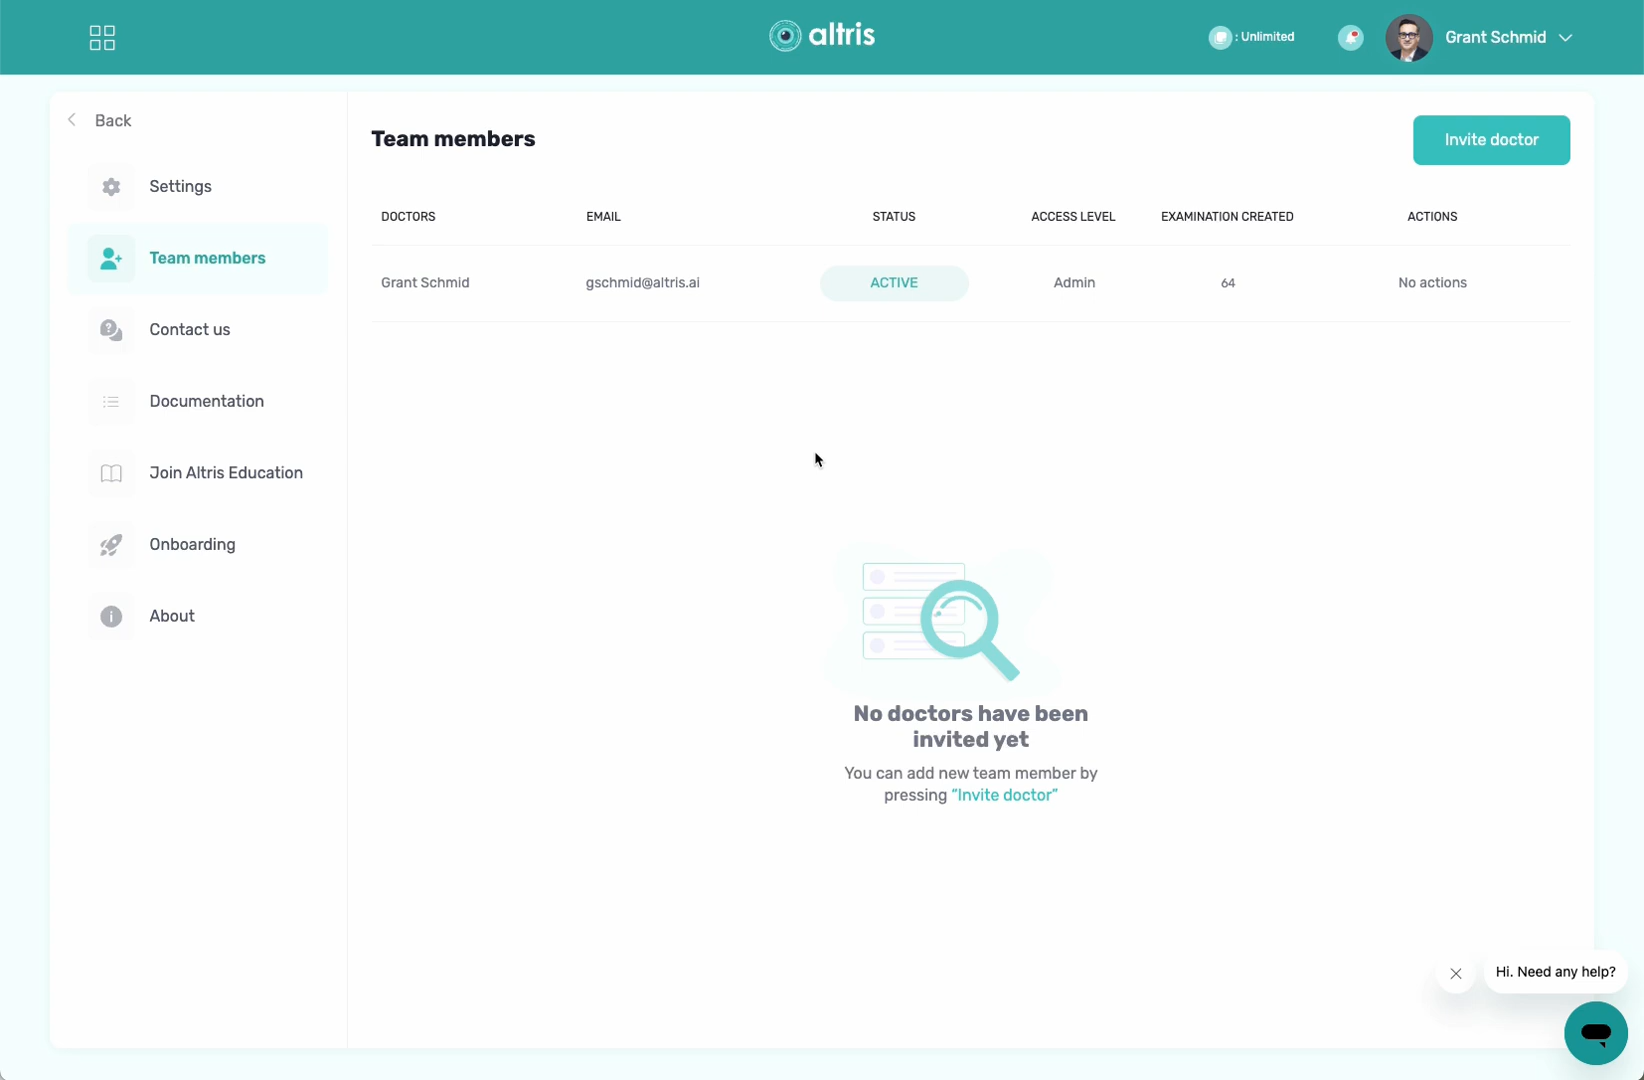 altris
: Unlimited
Grant Schmid
Back
Settings
Team members
Contact us
Documentation
Join Altris Education
Onboarding
About
Team members
Invite doctor
DOCTORS EMAIL STATUS ACCESS LEVEL EXAMINATION CREATED ACTIONS
Grant Schmid gschmid@altris.ai ACTIVE Admin 64 No actions
No doctors have been
invited yet
You can add new team member by
pressing “Invite doctor”
Hi. Need any help?